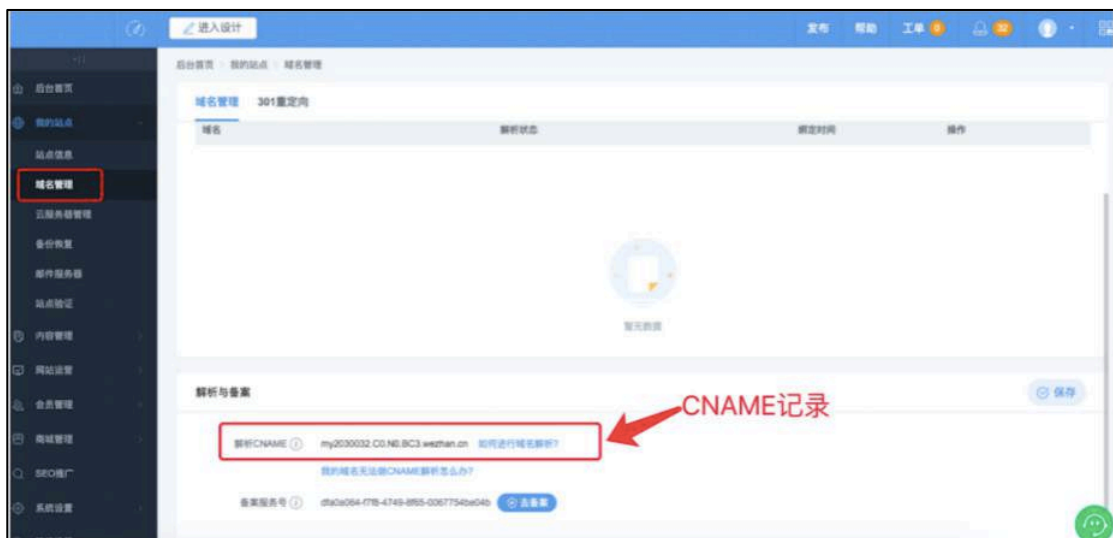 进入设计
发布 帮助 工单 0 32
后台首页 > 我的站点 > 域名管理
后台首页
我的站点
站点信息
域名管理
云服务器管理
备份恢复
邮件服务器
站点验证
内容管理
网站运营
会员管理
商城管理
SEO推广
系统设置
域名管理 301重定向
域名 解析状态 绑定时间 操作
暂无数据
解析与备案
保存
CNAME记录
解析CNAME my2030032.C0.N0.BC3.wezhan.cn 如何进行域名解析?
我的域名无法做CNAME解析怎么办?
备案服务号 去备案